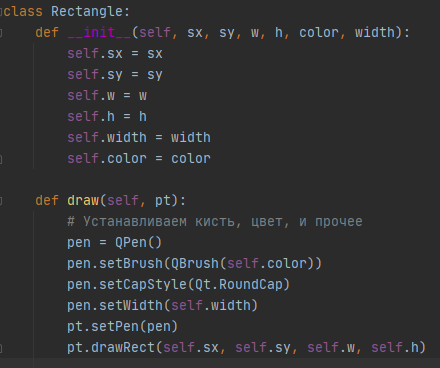 class Rectangle:
    def __init__(self, sx, sy, w, h, color, width):
        self.sx = sx
        self.sy = sy
        self.w = w
        self.h = h
        self.width = width
        self.color = color

    def draw(self, pt):
        # Устанавливаем кисть, цвет, и прочее
        pen = QPen()
        pen.setBrush(QBrush(self.color))
        pen.setCapStyle(Qt.RoundCap)
        pen.setWidth(self.width)
        pt.setPen(pen)
        pt.drawRect(self.sx, self.sy, self.w, self.h)